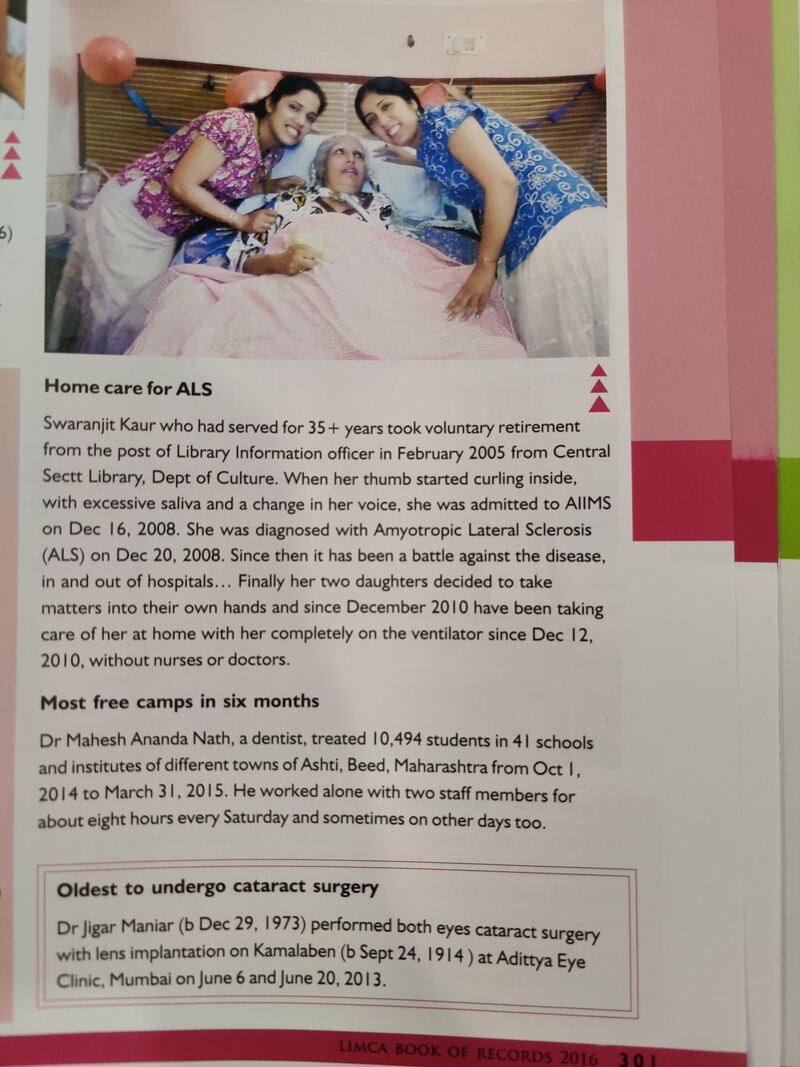 6)
Home care for ALS
Swaranjit Kaur who had served for 35+ years took voluntary retirement
from the post of Library Information officer in February 2005 from Central
Sectt Library, Dept of Culture. When her thumb started curling inside,
with excessive saliva and a change in her voice, she was admitted to AIIMS
on Dec 16, 2008. She was diagnosed with Amyotropic Lateral Sclerosis
(ALS) on Dec 20, 2008. Since then it has been a battle against the disease,
in and out of hospitals… Finally her two daughters decided to take
matters into their own hands and since December 2010 have been taking
care of her at home with her completely on the ventilator since Dec 12,
2010, without nurses or doctors.
Most free camps in six months
Dr Mahesh Ananda Nath, a dentist, treated 10,494 students in 41 schools
and institutes of different towns of Ashti, Beed, Maharashtra from Oct 1,
2014 to March 31, 2015. He worked alone with two staff members for
about eight hours every Saturday and sometimes on other days too.
Oldest to undergo cataract surgery
Dr Jigar Maniar (b Dec 29, 1973) performed both eyes cataract surgery
with lens implantation on Kamalaben (b Sept 24, 1914 ) at Adittya Eye
Clinic, Mumbai on June 6 and June 20, 2013.
LIMCA BOOK OF RECORDS 2016 301